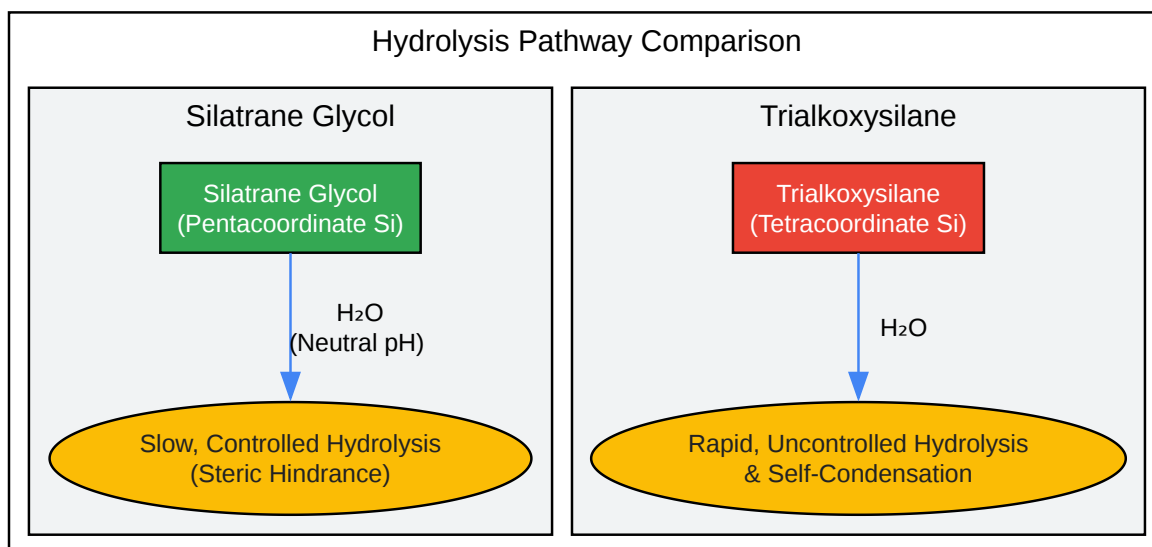 Hydrolysis Pathway Comparison
Silatrane Glycol
Silatrane Glycol
(Pentacoordinate Si)
H₂O
(Neutral pH)
Slow, Controlled Hydrolysis
(Steric Hindrance)
Trialkoxysilane
Trialkoxysilane
(Tetracoordinate Si)
H₂O
Rapid, Uncontrolled Hydrolysis
& Self-Condensation